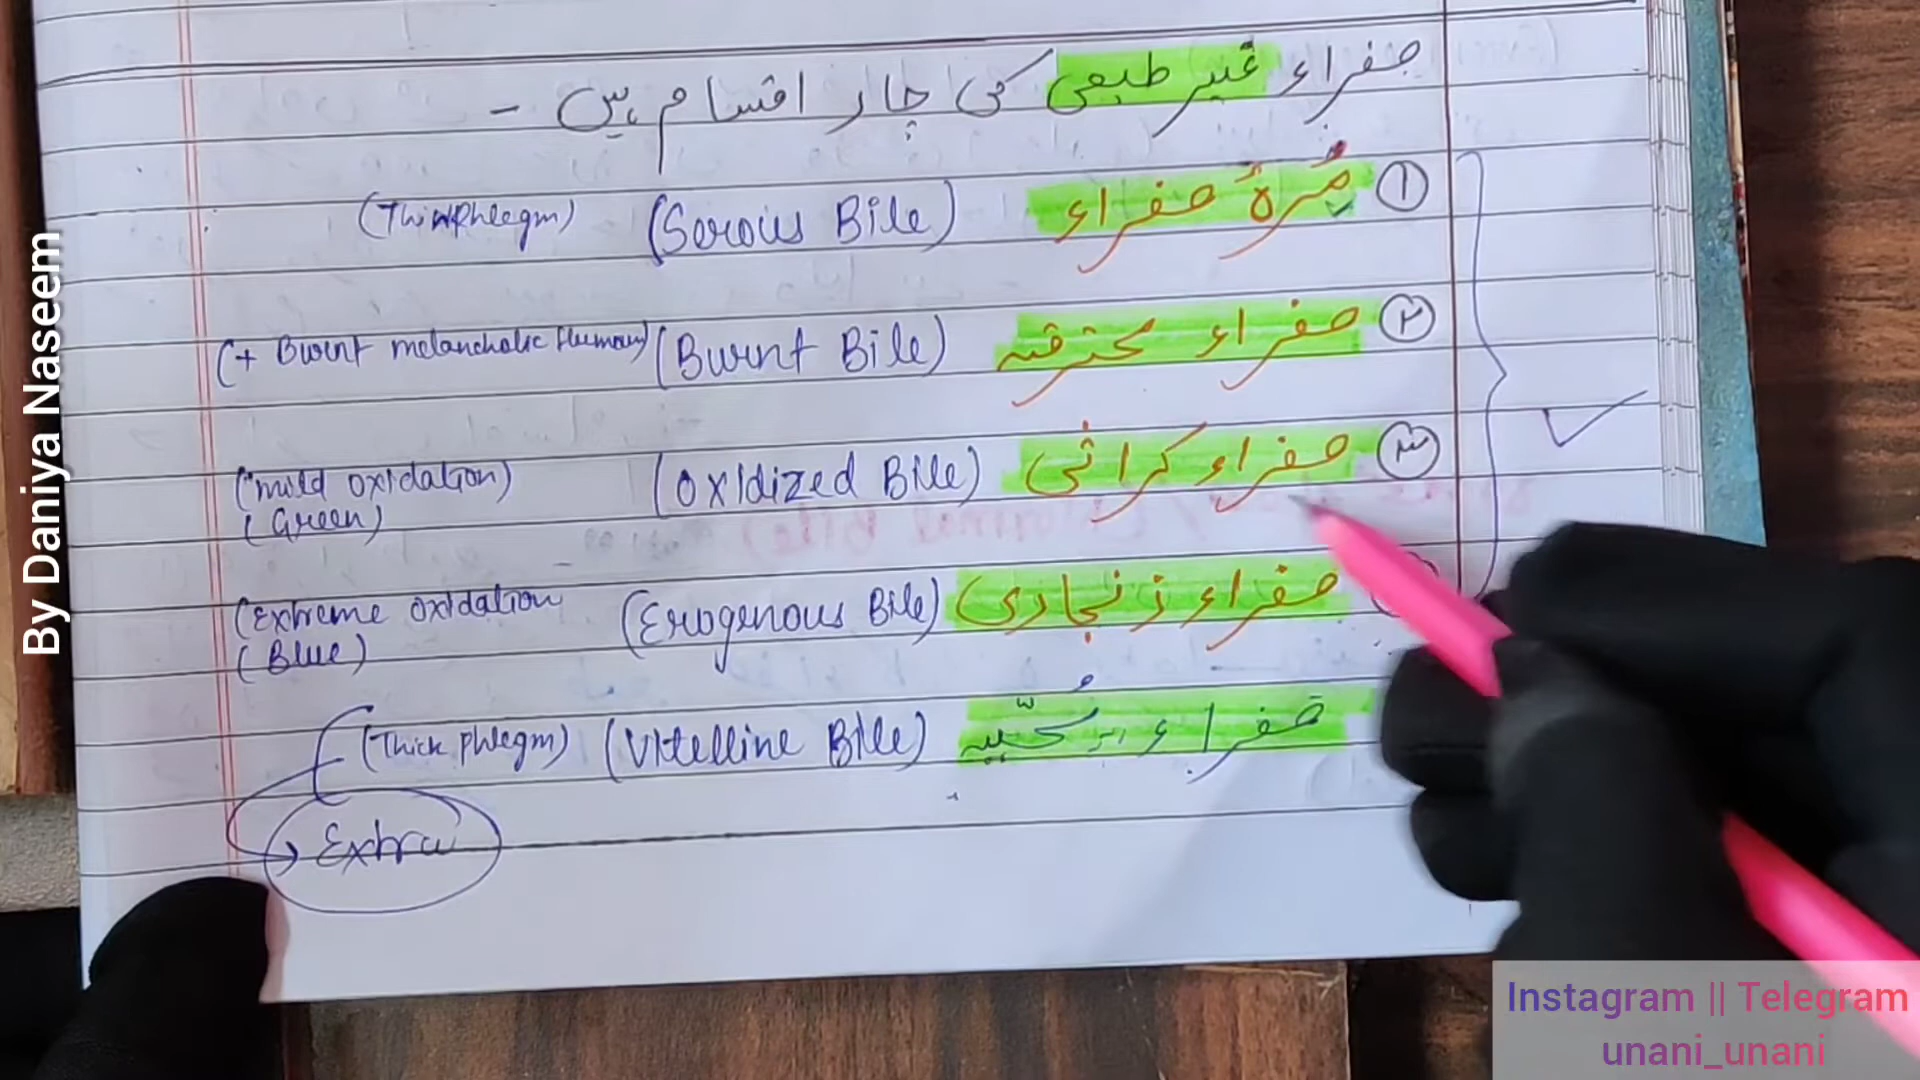 صفراء غیر طبعی کی چار اقسام ہیں -
① مُرۂ صفراء (Serous Bile) (Thin Phlegm)
② صفراء محترقہ (Burnt Bile) (+ Burnt melancholic Humour)
③ صفراء کراثی (Oxidized Bile) (mild oxidation)
(Green)
صفراء زنجاری (Erogenous Bile) (Extreme oxidation
(Blue)
صفراء محیہ (Vitelline Bile) (Thick phlegm)
Extra
By Daniya Naseem
Instagram || Telegram
unani_unani